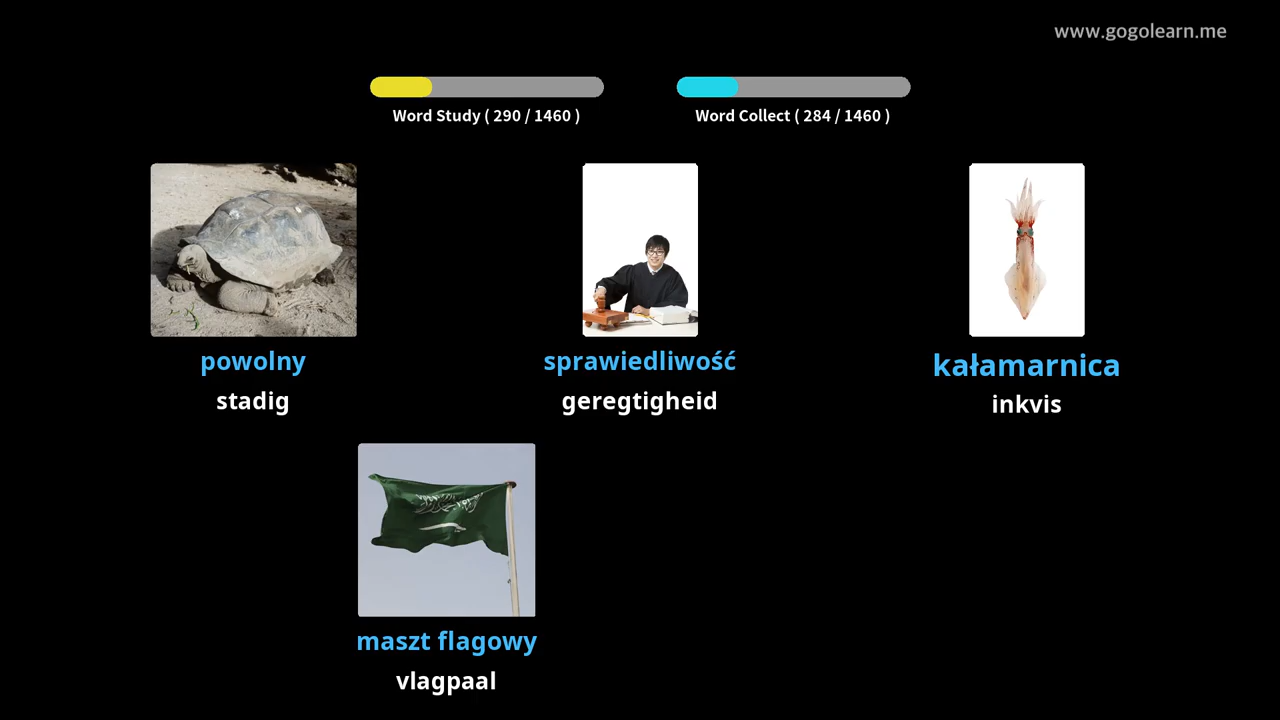 www.gogolearn.me
Word Study ( 290 / 1460 )
Word Collect ( 284 / 1460 )
powolny
sprawiedliwość
kałamarnica
stadig
geregtigheid
inkvis
maszt flagowy
vlagpaal